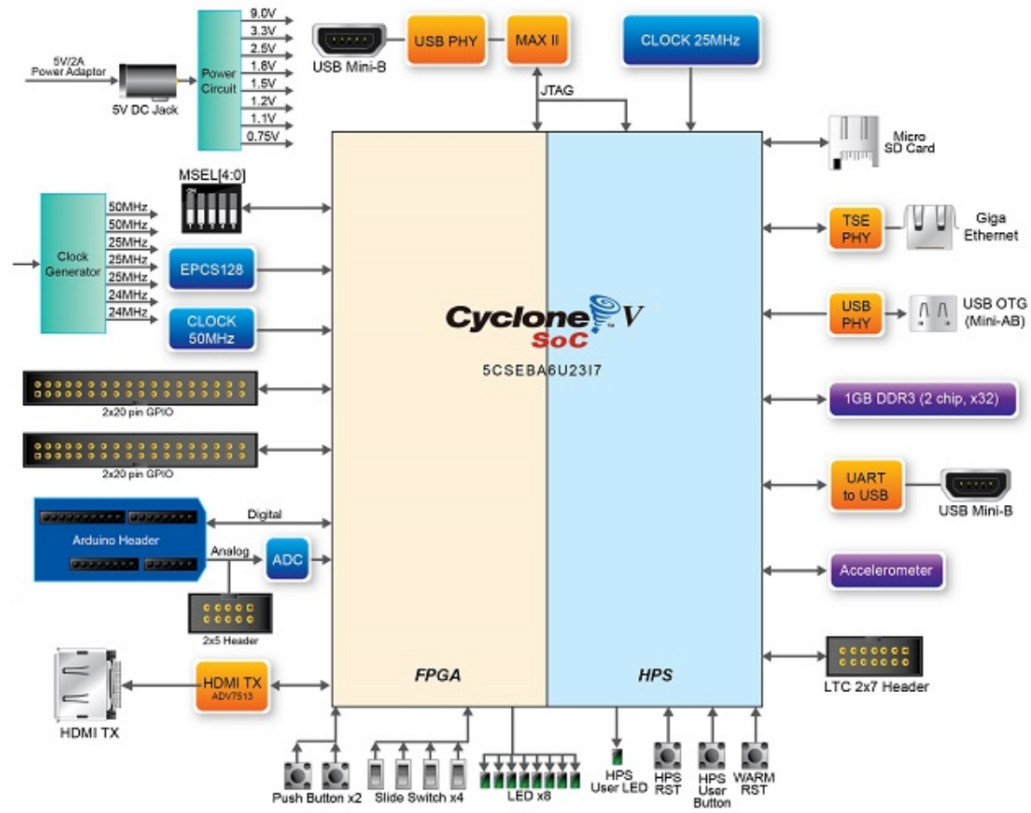 5V/2A
Power Adaptor
5V DC Jack
Power
Circuit
9.0V
3.3V
2.5V
1.8V
1.5V
1.2V
1.1V
0.75V
USB Mini-B
USB PHY
MAX II
JTAG
CLOCK 25MHz
MSEL[4:0]
ON
Clock
Generator
50MHz
50MHz
25MHz
25MHz
25MHz
24MHz
24MHz
EPCS128
CLOCK
50MHz
2x20 pin GPIO
2x20 pin GPIO
Arduino Header
Digital
Analog
ADC
2x5 Header
HDMI TX
HDMI TX
ADV7513
Cyclone V
SoC
5CSEBA6U23I7
FPGA
HPS
Micro
SD Card
TSE
PHY
Giga
Ethernet
USB
PHY
USB OTG
(Mini-AB)
1GB DDR3 (2 chip, x32)
UART
to USB
USB Mini-B
Accelerometer
LTC 2x7 Header
Push Button x2
Slide Switch x4
LED x8
HPS
User LED
HPS
RST
HPS
User
Button
WARM
RST